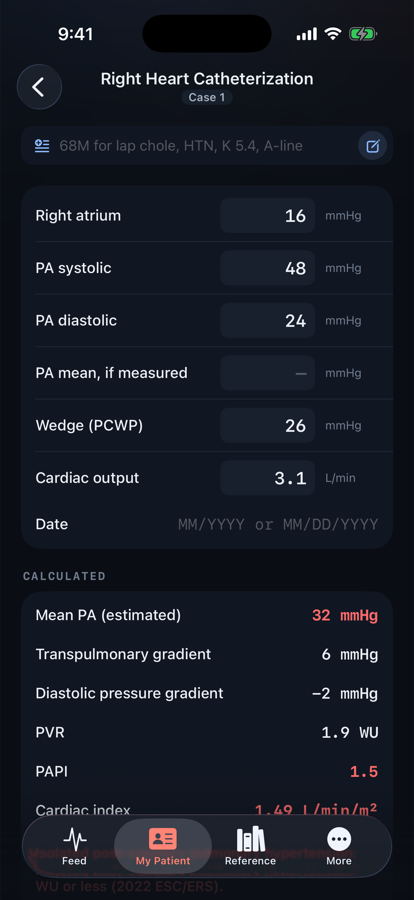 9:41
Right Heart Catheterization
Case 1
68M for lap chole, HTN, K 5.4, A-line
Right atrium 16 mmHg
PA systolic 48 mmHg
PA diastolic 24 mmHg
PA mean, if measured — mmHg
Wedge (PCWP) 26 mmHg
Cardiac output 3.1 L/min
Date MM/YYYY or MM/DD/YYYY
CALCULATED
Mean PA (estimated) 32 mmHg
Transpulmonary gradient 6 mmHg
Diastolic pressure gradient −2 mmHg
PVR 1.9 WU
PAPI 1.5
Cardiac index 1.49 L/min/m²
Feed
My Patient
Reference
More
WU or less (2022 ESC/ERS).